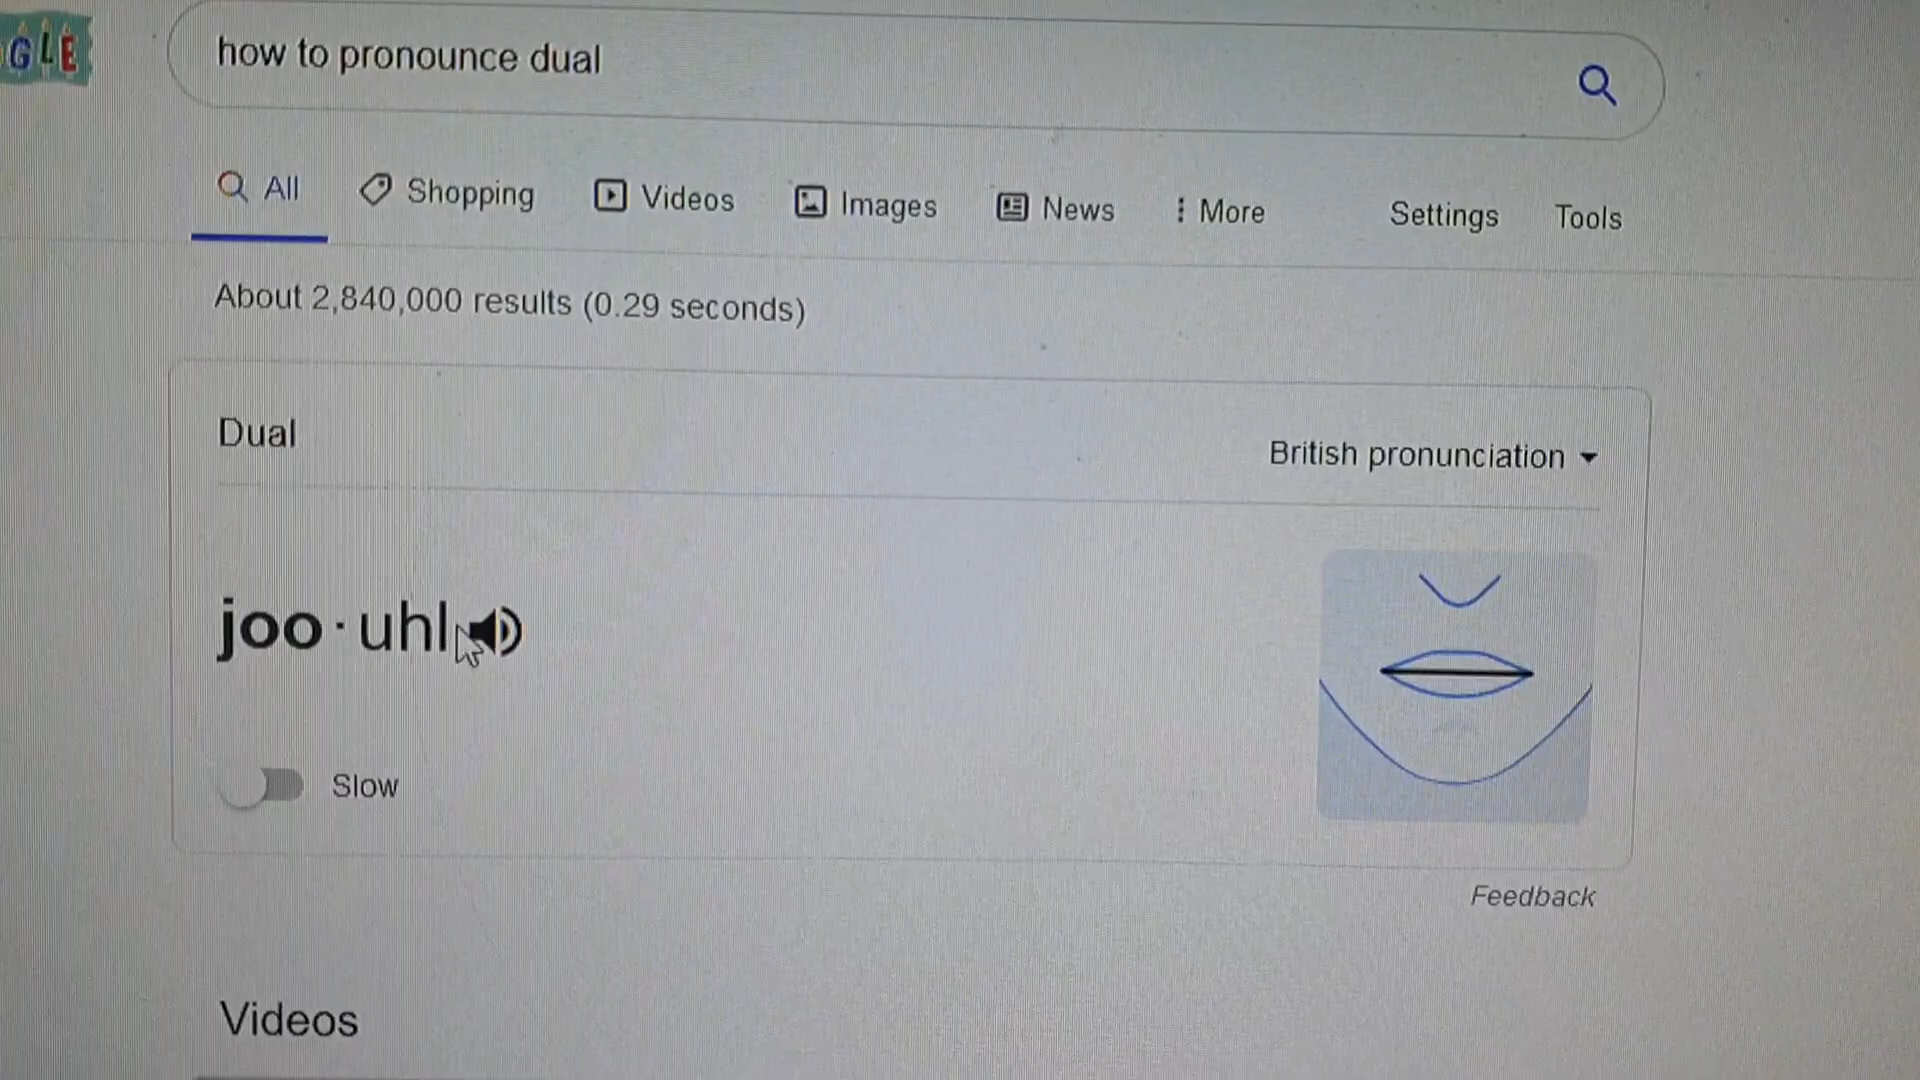 GLE
how to pronounce dual
All Shopping Videos Images News More Settings Tools
About 2,840,000 results (0.29 seconds)
Dual
British pronunciation
joo·uhl
Slow
Feedback
Videos